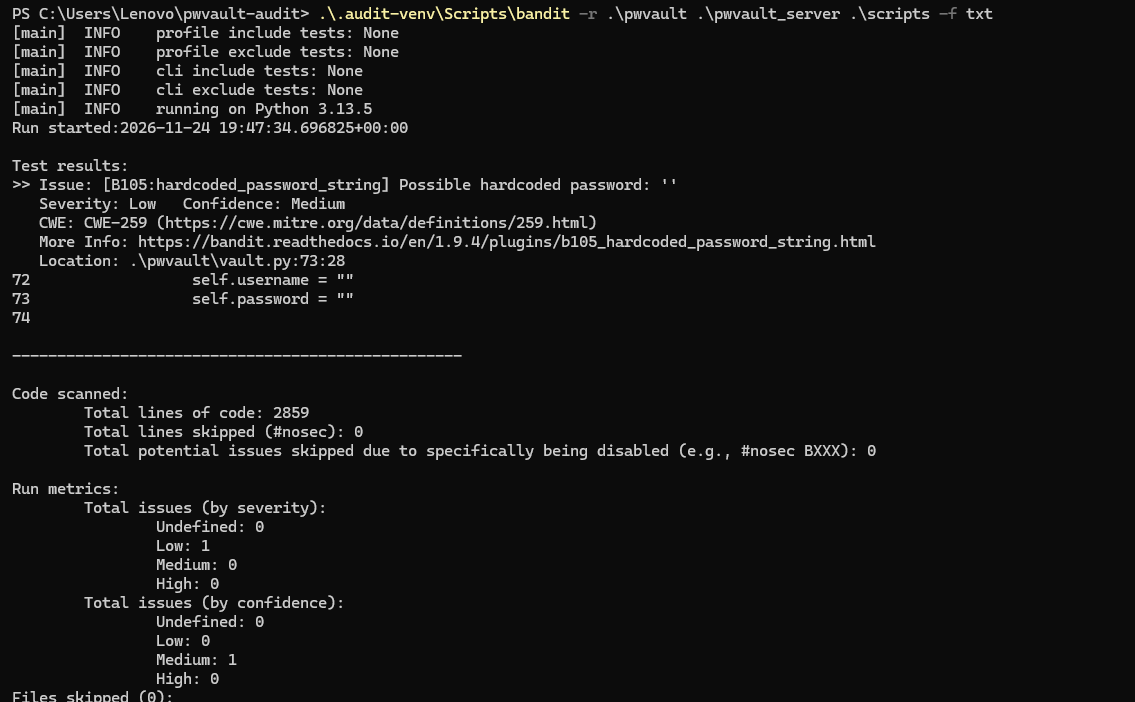 PS C:\Users\Lenovo\pwvault-audit> .\.audit-venv\Scripts\bandit -r .\pwvault .\pwvault_server .\scripts -f txt
[main]  INFO    profile include tests: None
[main]  INFO    profile exclude tests: None
[main]  INFO    cli include tests: None
[main]  INFO    cli exclude tests: None
[main]  INFO    running on Python 3.13.5
Run started:2026-11-24 19:47:34.696825+00:00
Test results:
>> Issue: [B105:hardcoded_password_string] Possible hardcoded password: ''
   Severity: Low   Confidence: Medium
   CWE: CWE-259 (https://cwe.mitre.org/data/definitions/259.html)
   More Info: https://bandit.readthedocs.io/en/1.9.4/plugins/b105_hardcoded_password_string.html
   Location: .\pwvault\vault.py:73:28
72                  self.username = ""
73                  self.password = ""
74
--------------------------------------------------
Code scanned:
        Total lines of code: 2859
        Total lines skipped (#nosec): 0
        Total potential issues skipped due to specifically being disabled (e.g., #nosec BXXX): 0
Run metrics:
        Total issues (by severity):
                Undefined: 0
                Low: 1
                Medium: 0
                High: 0
        Total issues (by confidence):
                Undefined: 0
                Low: 0
                Medium: 1
                High: 0
Files skipped (0):